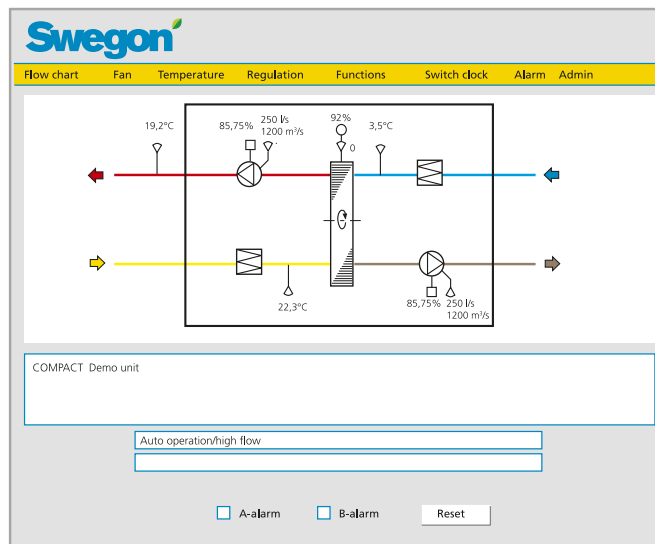 Swegon
Flow chart Fan Temperature Regulation Functions Switch clock Alarm Admin
19,2°C
85,75%
250 l/s
1200 m³/s
92%
0
3,5°C
22,3°C
85,75%
250 l/s
1200 m³/s
COMPACT Demo unit
Auto operation/high flow
A-alarm B-alarm Reset